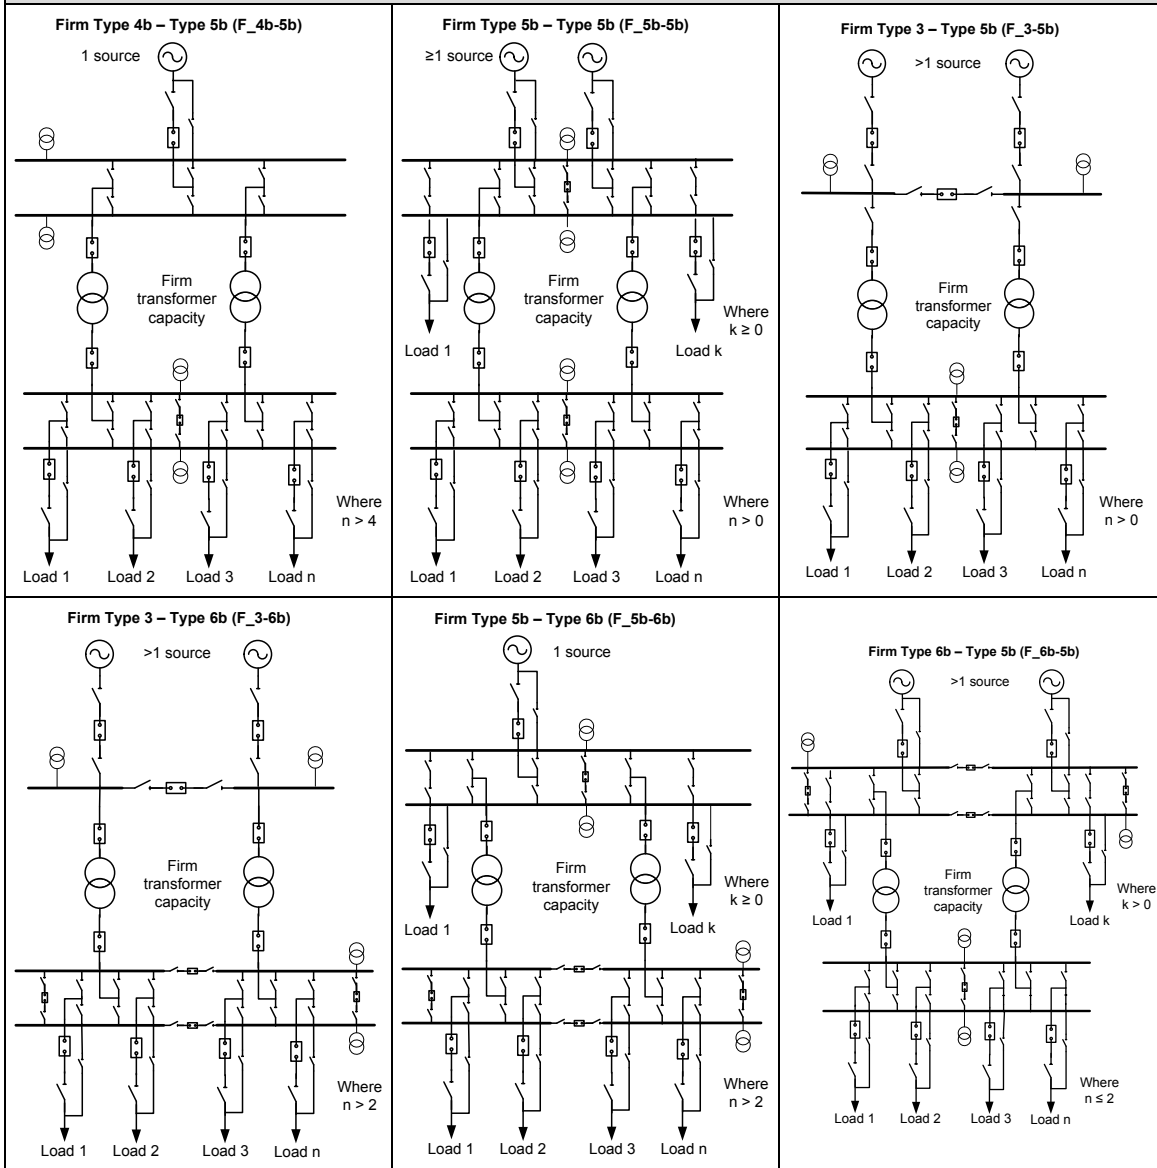 Firm Type 4b – Type 5b (F_4b-5b)
1 source
Firm
transformer
capacity
Where
n > 4
Load 1
Load 2
Load 3
Load n
Firm Type 5b – Type 5b (F_5b-5b)
≥1 source
Firm
transformer
capacity
Where
k ≥ 0
Load 1
Load k
Where
n > 0
Load 1
Load 2
Load 3
Load n
Firm Type 3 – Type 5b (F_3-5b)
>1 source
Firm
transformer
capacity
Where
n > 0
Load 1
Load 2
Load 3
Load n
Firm Type 3 – Type 6b (F_3-6b)
>1 source
Firm
transformer
capacity
Where
n > 2
Load 1
Load 2
Load 3
Load n
Firm Type 5b – Type 6b (F_5b-6b)
1 source
Firm
transformer
capacity
Where
k ≥ 0
Load 1
Load k
Where
n > 2
Load 1
Load 2
Load 3
Load n
Firm Type 6b – Type 5b (F_6b-5b)
>1 source
Firm
transformer
capacity
Where
k > 0
Load 1
Load k
Where
n ≤ 2
Load 1
Load 2
Load 3
Load n